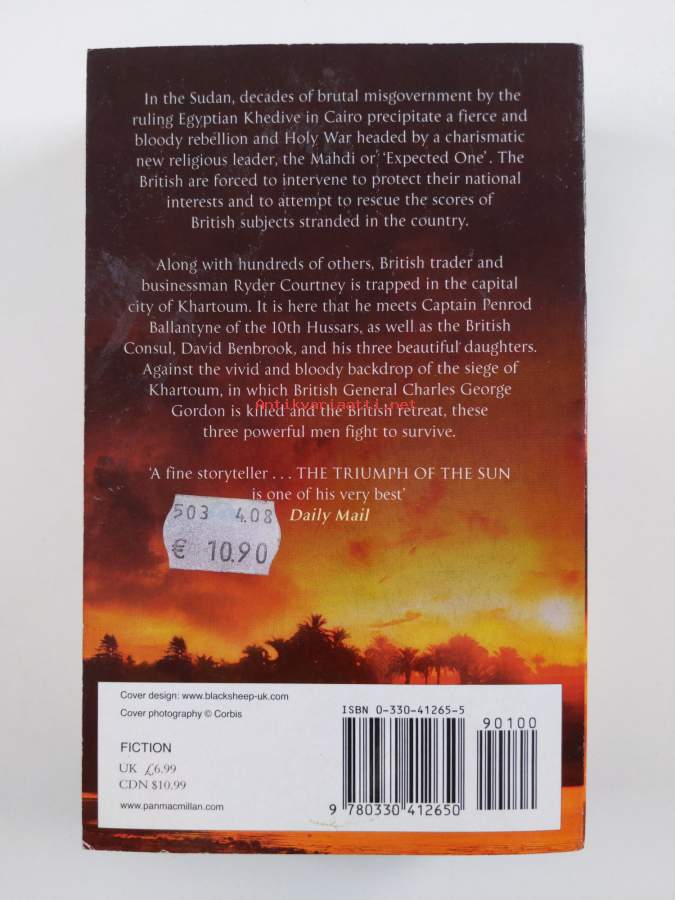 In the Sudan, decades of brutal misgovernment by the
ruling Egyptian Khedive in Cairo precipitate a fierce and
bloody rebellion and Holy War headed by a charismatic
new religious leader, the Mahdi or 'Expected One'. The
British are forced to intervene to protect their national
interests and to attempt to rescue the scores of
British subjects stranded in the country.
Along with hundreds of others, British trader and
businessman Ryder Courtney is trapped in the capital
city of Khartoum. It is here that he meets Captain Penrod
Ballantyne of the 10th Hussars, as well as the British
Consul, David Benbrook, and his three beautiful daughters.
Against the vivid and bloody backdrop of the siege of
Khartoum, in which British General Charles George
Antikvariaatti.net
Gordon is killed and the British retreat, these
three powerful men fight to survive.
'A fine storyteller . . . THE TRIUMPH OF THE SUN
is one of his very best'
Daily Mail
503 4.08
€ 10.90
Cover design: www.blacksheep-uk.com
Cover photography © Corbis
FICTION
UK £6.99
CDN $10.99
www.panmacmillan.com
ISBN 0-330-41265-5
90100
9 780330 412650